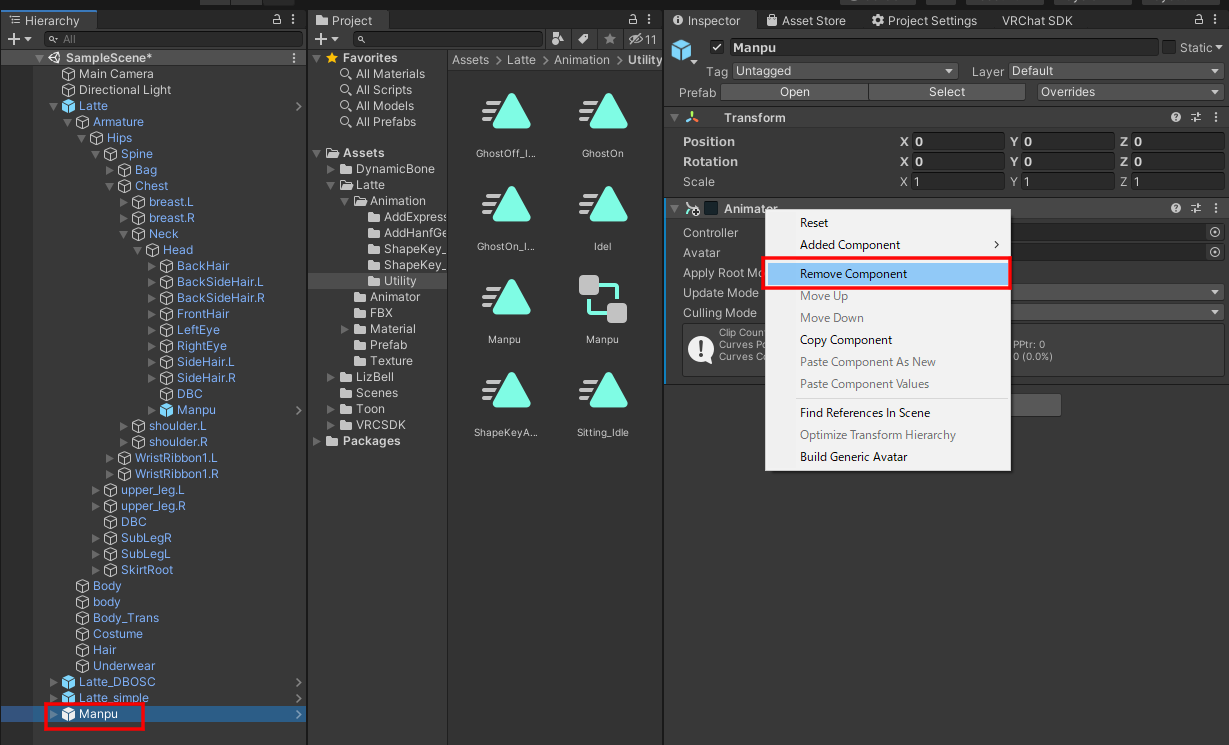 Hierarchy
All
SampleScene*
Main Camera
Directional Light
Latte
Armature
Hips
Spine
Bag
Chest
breast.L
breast.R
Neck
Head
BackHair
BackSideHair.L
BackSideHair.R
FrontHair
LeftEye
RightEye
SideHair.L
SideHair.R
DBC
Manpu
shoulder.L
shoulder.R
WristRibbon1.L
WristRibbon1.R
upper_leg.L
upper_leg.R
DBC
SubLegR
SubLegL
SkirtRoot
Body
body
Body_Trans
Costume
Hair
Underwear
Latte_DBOSC
Latte_simple
Manpu
Project
11
Favorites
All Materials
All Scripts
All Models
All Prefabs
Assets
DynamicBone
Latte
Animation
AddExpress
AddHanfGe
ShapeKey_
ShapeKey_
Utility
Animator
FBX
Material
Prefab
Texture
LizBell
Scenes
Toon
VRCSDK
Packages
Assets > Latte > Animation > Utility
GhostOff_I...
GhostOn
GhostOn_I...
Idel
Manpu
Manpu
ShapeKeyA...
Sitting_Idle
Inspector
Asset Store
Project Settings
VRChat SDK
Manpu
Static
Tag Untagged
Layer Default
Prefab Open Select Overrides
Transform
Position X 0 Y 0 Z 0
Rotation X 0 Y 0 Z 0
Scale X 1 Y 1 Z 1
Animator
Controller
Avatar
Apply Root Mo
Update Mode
Culling Mode
Clip Count
Curves Po
PPtr: 0
Curves Co
0 (0.0%)
Reset
Added Component
Remove Component
Move Up
Move Down
Copy Component
Paste Component As New
Paste Component Values
Find References In Scene
Optimize Transform Hierarchy
Build Generic Avatar